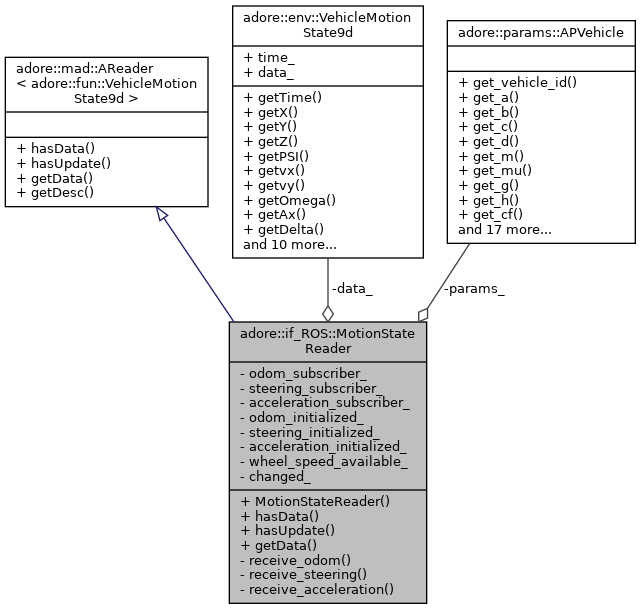 adore::mad::AReader
< adore::fun::VehicleMotion
State9d >
+ hasData()
+ hasUpdate()
+ getData()
+ getDesc()
adore::env::VehicleMotion
State9d
+ time_
+ data_
+ getTime()
+ getX()
+ getY()
+ getZ()
+ getPSI()
+ getvx()
+ getvy()
+ getOmega()
+ getAx()
+ getDelta()
and 10 more...
adore::params::APVehicle
+ get_vehicle_id()
+ get_a()
+ get_b()
+ get_c()
+ get_d()
+ get_m()
+ get_mu()
+ get_g()
+ get_h()
+ get_cf()
and 17 more...
-data_
-params_
adore::if_ROS::MotionState
Reader
- odom_subscriber_
- steering_subscriber_
- acceleration_subscriber_
- odom_initialized_
- steering_initialized_
- acceleration_initialized_
- wheel_speed_available_
- changed_
+ MotionStateReader()
+ hasData()
+ hasUpdate()
+ getData()
- receive_odom()
- receive_steering()
- receive_acceleration()